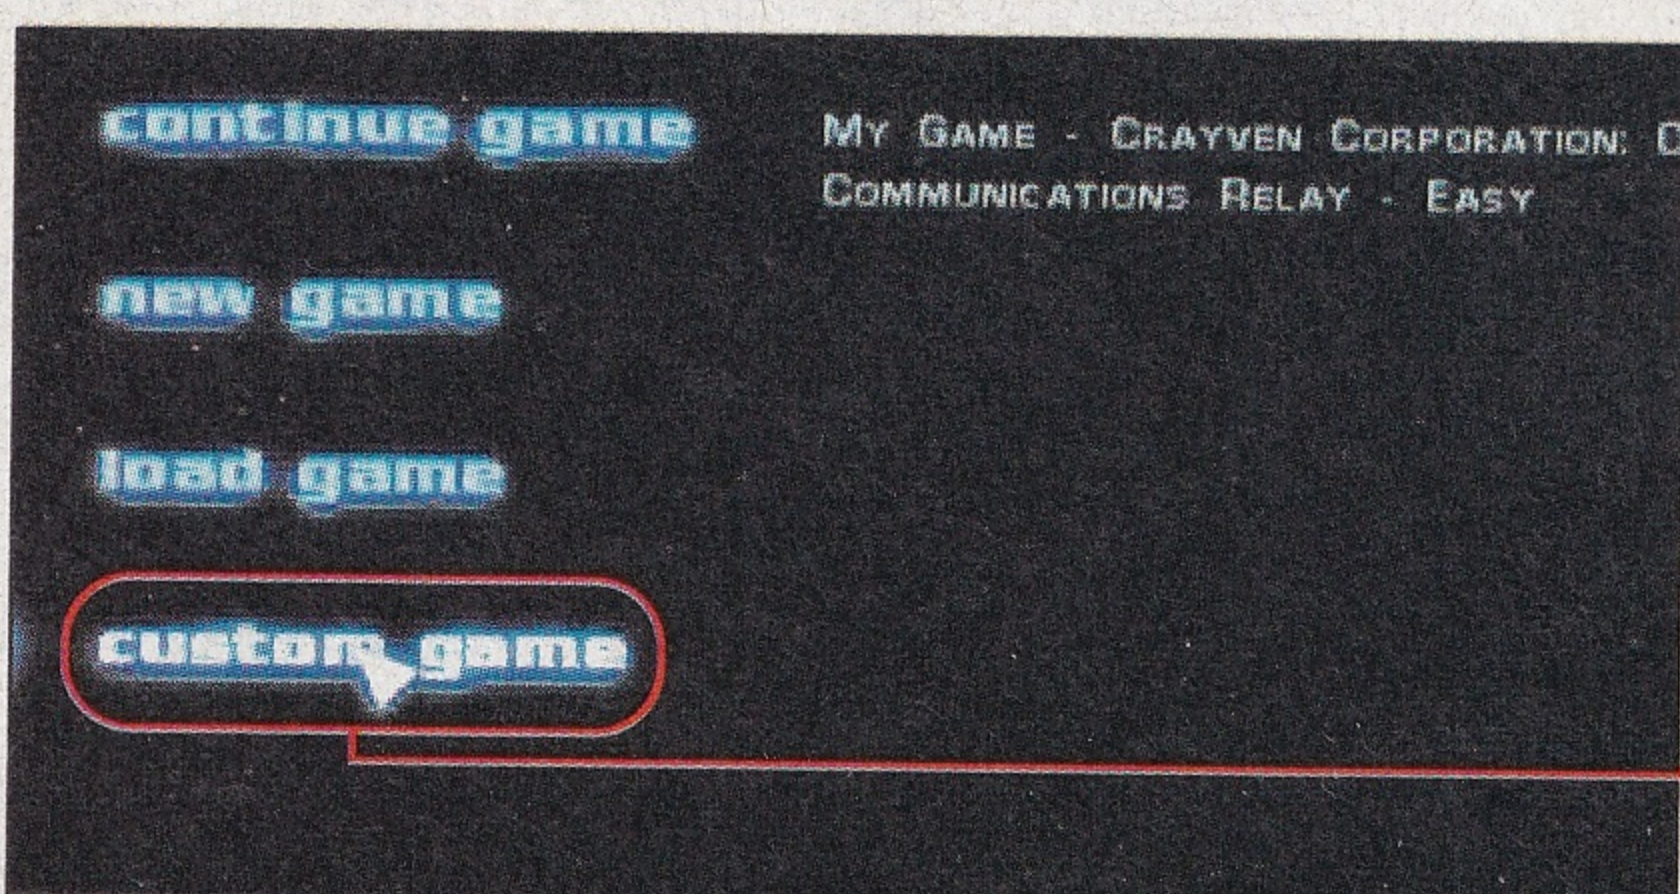 continue game
My Game - Crayven Corporation:
Communications Relay - Easy
new game
load game
custom game